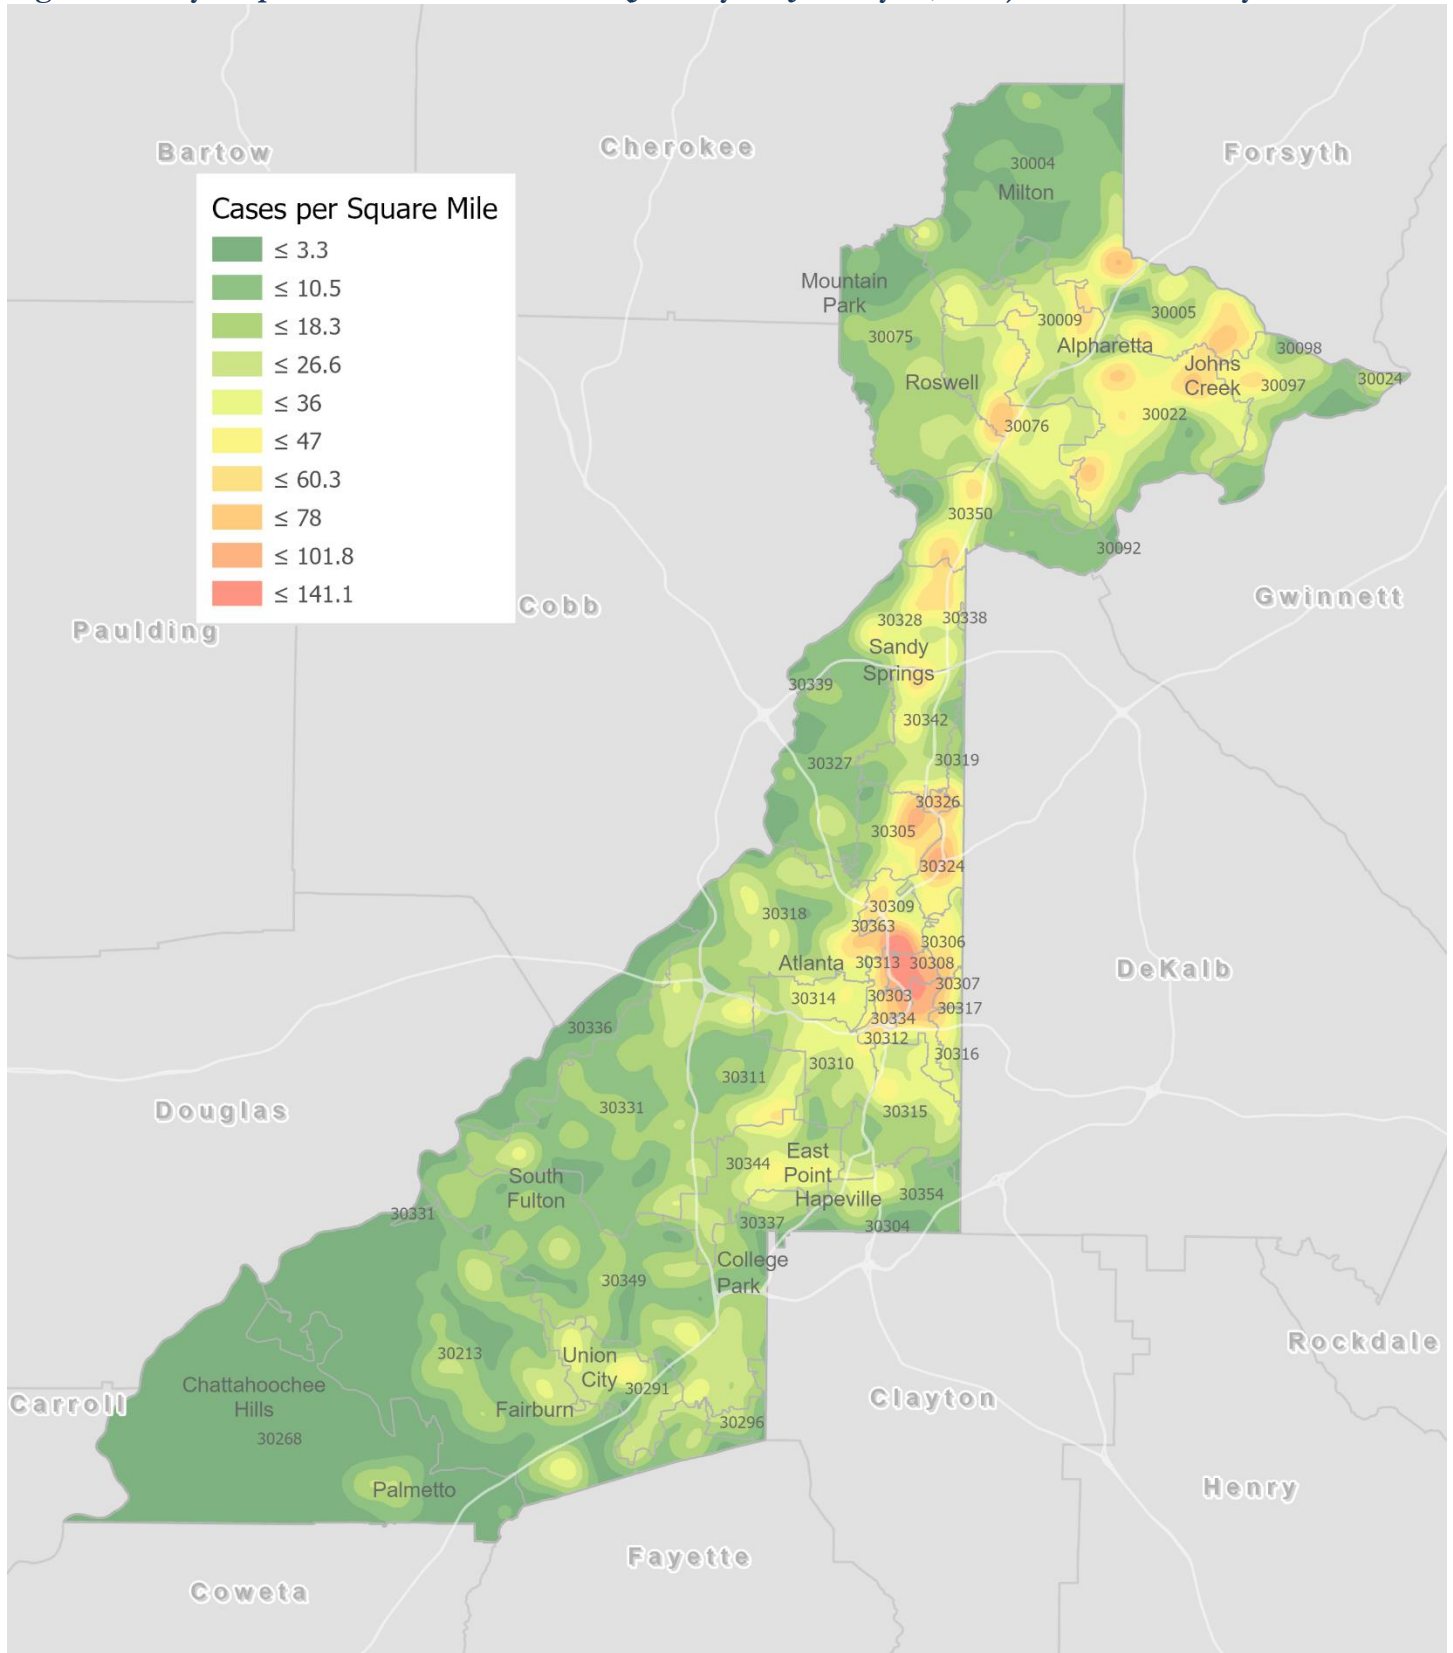 Bartow
Cherokee
Forsyth
Cases per Square Mile
≤ 3.3
≤ 10.5
≤ 18.3
≤ 26.6
≤ 36
≤ 47
≤ 60.3
≤ 78
≤ 101.8
≤ 141.1
30004
Milton
Mountain
Park
30075
30009
30005
Alpharetta
30098
Johns
Creek
30097
30024
Roswell
30022
30076
30350
30092
Cobb
Paulding
Gwinnett
30328
30338
Sandy
Springs
30339
30342
30319
30327
30326
30305
30324
30309
30318
30363
30306
Atlanta
30313
30308
DeKalb
30307
30314
30303
30317
30334
30336
30312
30316
30310
30311
30331
30315
Douglas
East
Point
30344
South
Fulton
Hapeville
30354
30331
30337
30304
College
Park
30349
Rockdale
Union
City
30213
30291
Chattahoochee
Hills
Carroll
Clayton
Fairburn
30296
30268
Palmetto
Henry
Fayette
Coweta